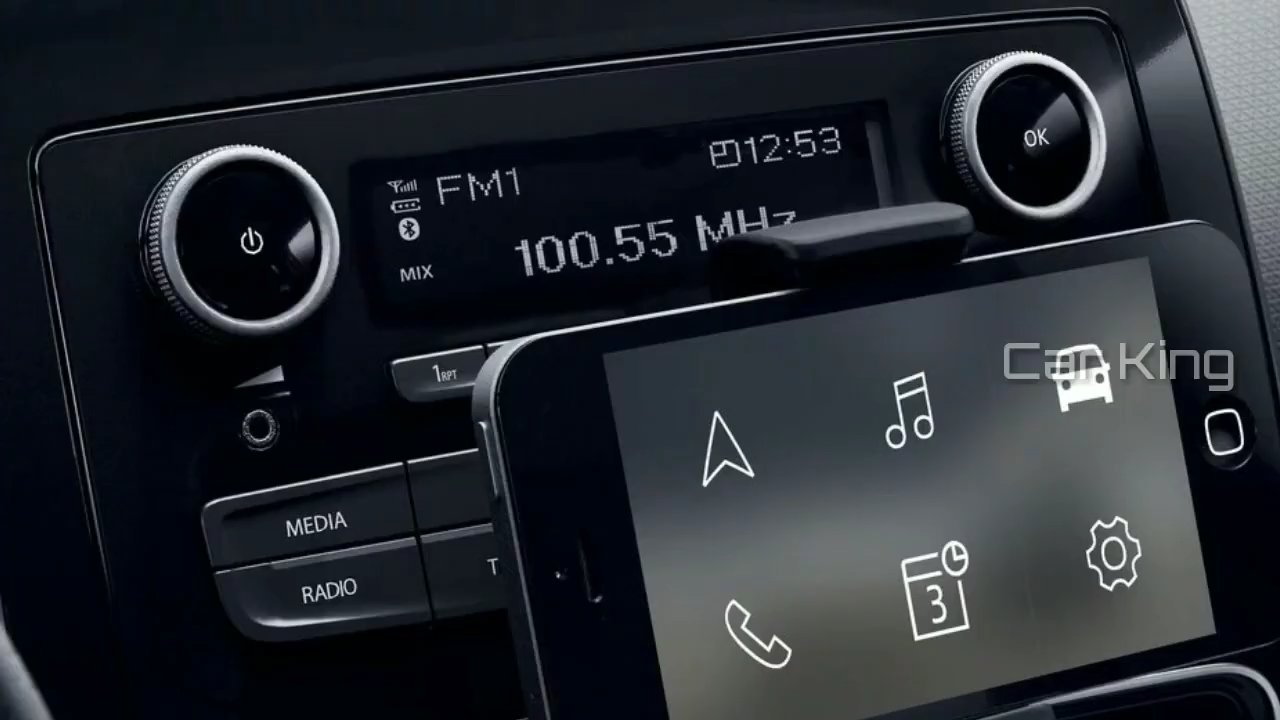 12:53
FM1
100.55 MHz
MIX
OK
1RPT
MEDIA
RADIO
T
Car King
3